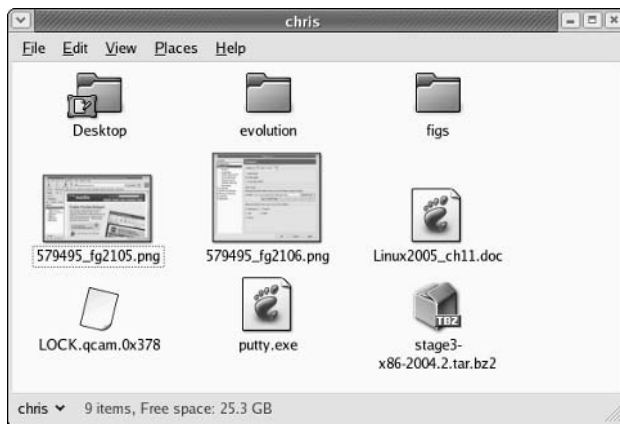 chris
File Edit View Places Help
Desktop
evolution
figs
579495_fg2105.png
579495_fg2106.png
Linux2005_ch11.doc
LOCK.qcam.0x378
putty.exe
TBZ
stage3-
x86-2004.2.tar.bz2
chris 9 items, Free space: 25.3 GB